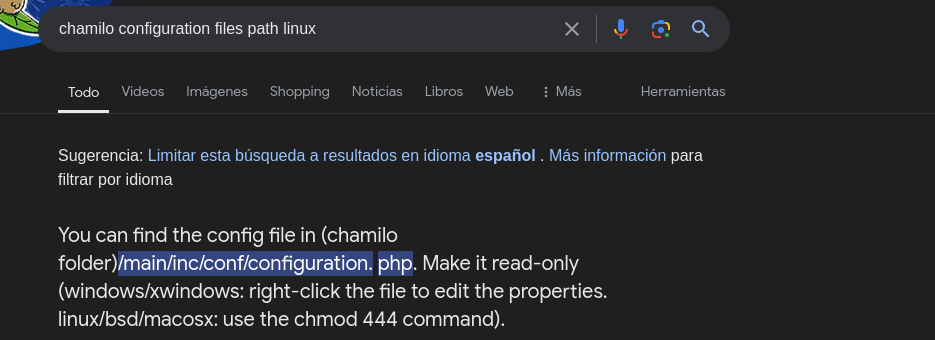 chamilo configuration files path linux
Todo Videos Imágenes Shopping Noticias Libros Web Más Herramientas
Sugerencia: Limitar esta búsqueda a resultados en idioma español . Más información para
filtrar por idioma
You can find the config file in (chamilo
folder)/main/inc/conf/configuration. php. Make it read-only
(windows/xwindows: right-click the file to edit the properties.
linux/bsd/macosx: use the chmod 444 command).